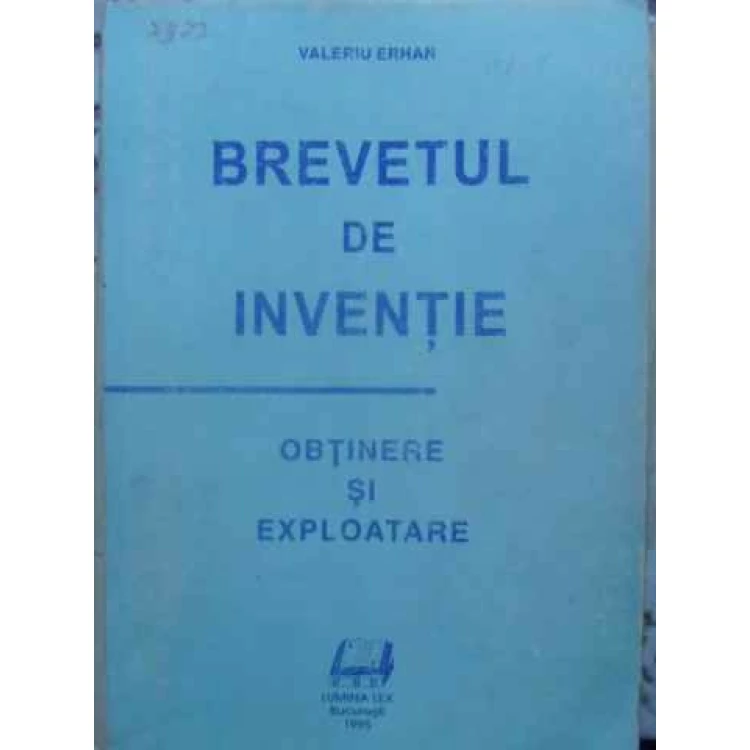 VALERIU ERHAN
BREVETUL
DE
INVENȚIE
OBȚINERE
ȘI
EXPLOATARE
LUMINA LEX
București
1995